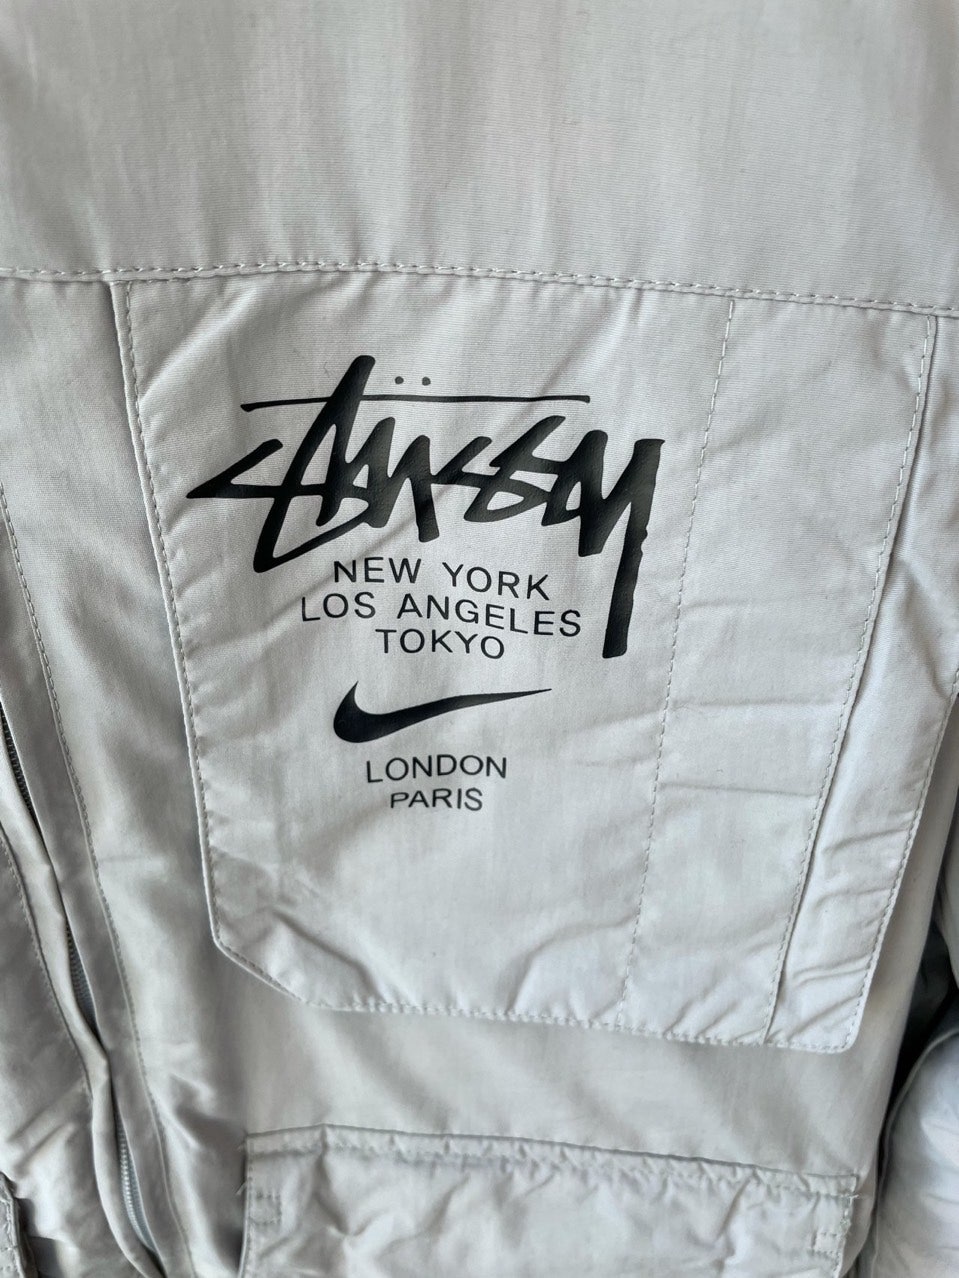 Stüssy
NEW YORK
LOS ANGELES
TOKYO
LONDON
PARIS